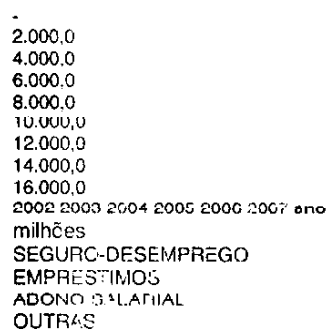 -
2.000,0
4.000,0
6.000,0
8.000,0
10.000,0
12.000,0
14.000,0
16.000,0
2002 2003 2004 2005 2006 2007 ano
milhões
SEGURO-DESEMPREGO
EMPRESTIMOS
ABONO SALARIAL
OUTRAS